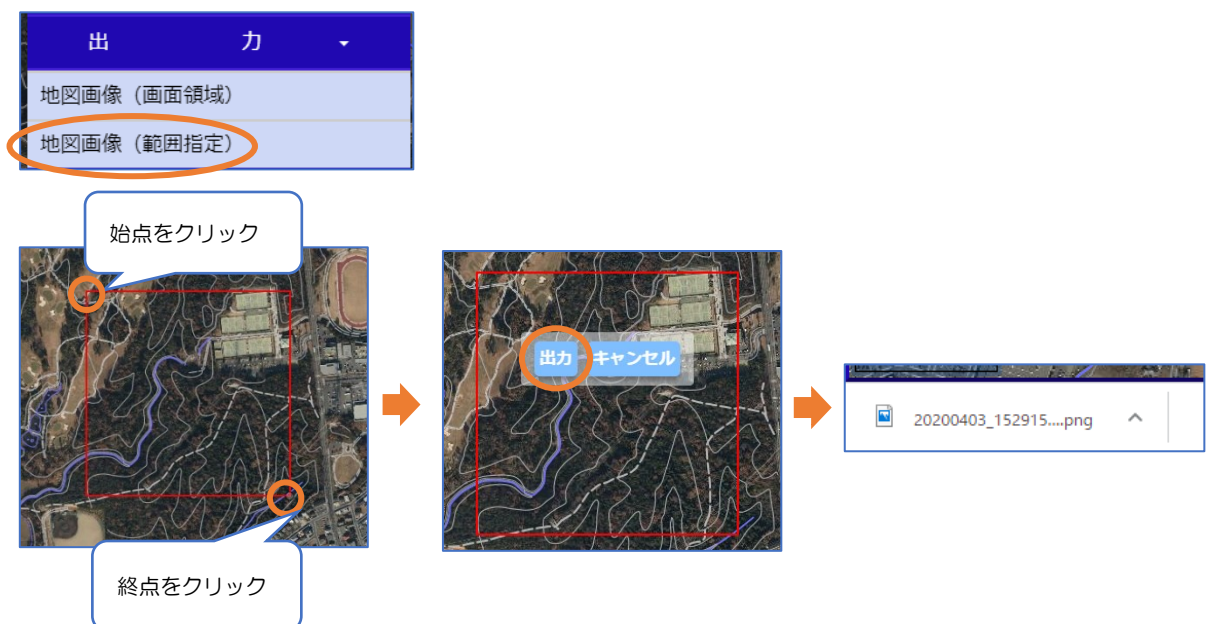 出 力
地図画像（画面領域）
地図画像（範囲指定）
始点をクリック
終点をクリック
出力 キャンセル
20200403_152915....png